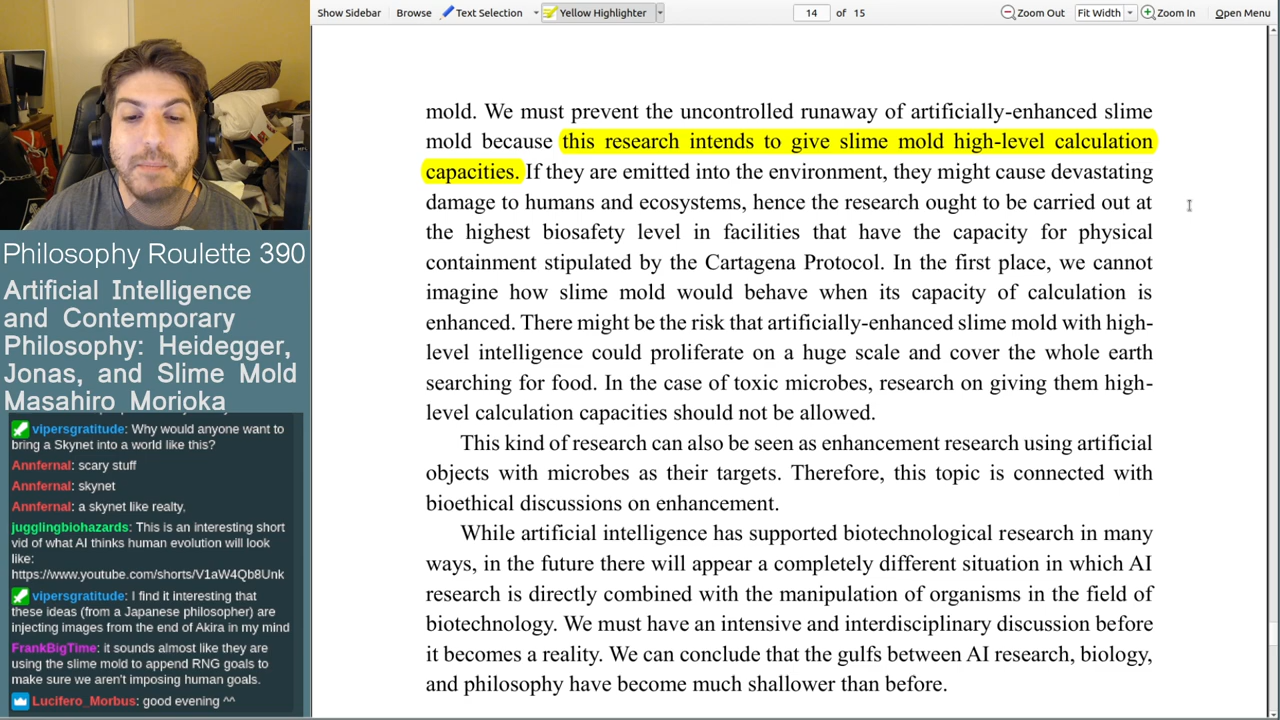 Show Sidebar Browse Text Selection Yellow Highlighter 14 of 15 Zoom Out Fit Width Zoom In Open Menu
mold. We must prevent the uncontrolled runaway of artificially-enhanced slime
mold because this research intends to give slime mold high-level calculation
capacities. If they are emitted into the environment, they might cause devastating
damage to humans and ecosystems, hence the research ought to be carried out at
the highest biosafety level in facilities that have the capacity for physical
containment stipulated by the Cartagena Protocol. In the first place, we cannot
imagine how slime mold would behave when its capacity of calculation is
enhanced. There might be the risk that artificially-enhanced slime mold with high-
level intelligence could proliferate on a huge scale and cover the whole earth
searching for food. In the case of toxic microbes, research on giving them high-
level calculation capacities should not be allowed.
This kind of research can also be seen as enhancement research using artificial
objects with microbes as their targets. Therefore, this topic is connected with
bioethical discussions on enhancement.
While artificial intelligence has supported biotechnological research in many
ways, in the future there will appear a completely different situation in which AI
research is directly combined with the manipulation of organisms in the field of
biotechnology. We must have an intensive and interdisciplinary discussion before
it becomes a reality. We can conclude that the gulfs between AI research, biology,
and philosophy have become much shallower than before.
Philosophy Roulette 390
Artificial Intelligence
and Contemporary
Philosophy: Heidegger,
Jonas, and Slime Mold
Masahiro Morioka
vipersgratitude: Why would anyone want to
bring a Skynet into a world like this?
Annfernal: scary stuff
Annfernal: skynet
Annfernal: a skynet like realty,
jugglingbiohazards: This is an interesting short
vid of what AI thinks human evolution will look
like:
https://www.youtube.com/shorts/V1aW4Qb8Unk
vipersgratitude: I find it interesting that
these ideas (from a Japanese philosopher) are
injecting images from the end of Akira in my mind
FrankBigTime: it sounds almost like they are
using the slime mold to append RNG goals to
make sure we aren't imposing human goals.
Lucifero_Morbus: good evening ^^